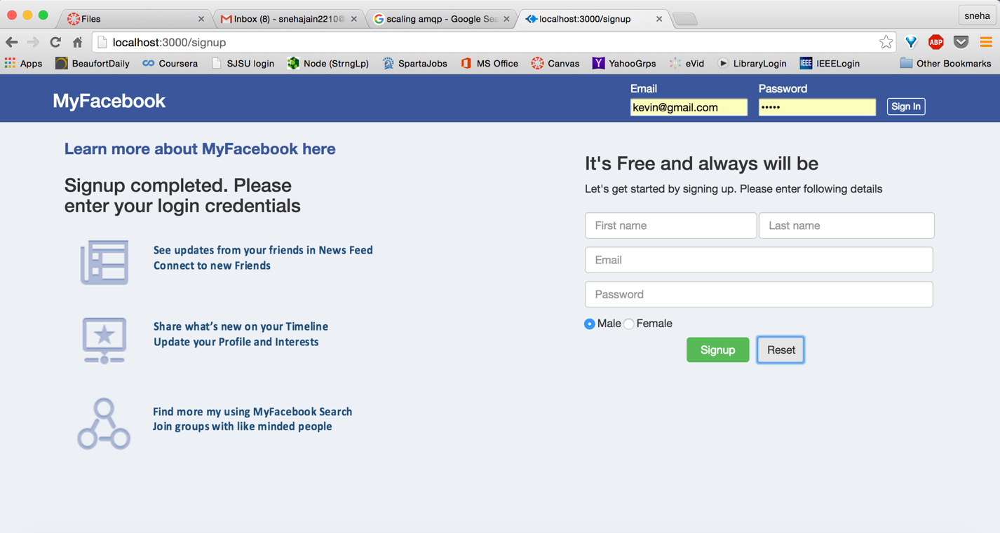 Files
Inbox (8) - snehajain2210@
scaling amqp - Google Sea
localhost:3000/signup
sneha
localhost:3000/signup
ABP
Apps
BeaufortDaily
Coursera
SJSU login
Node (StrngLp)
SpartaJobs
MS Office
Canvas
YahooGrps
eVid
LibraryLogin
IEEE
IEEELogin
Other Bookmarks
MyFacebook
Email
Password
kevin@gmail.com
•••••
Sign In
Learn more about MyFacebook here
Signup completed. Please
enter your login credentials
See updates from your friends in News Feed
Connect to new Friends
Share what's new on your Timeline
Update your Profile and Interests
Find more my using MyFacebook Search
Join groups with like minded people
It's Free and always will be
Let's get started by signing up. Please enter following details
First name
Last name
Email
Password
Male
Female
Signup
Reset